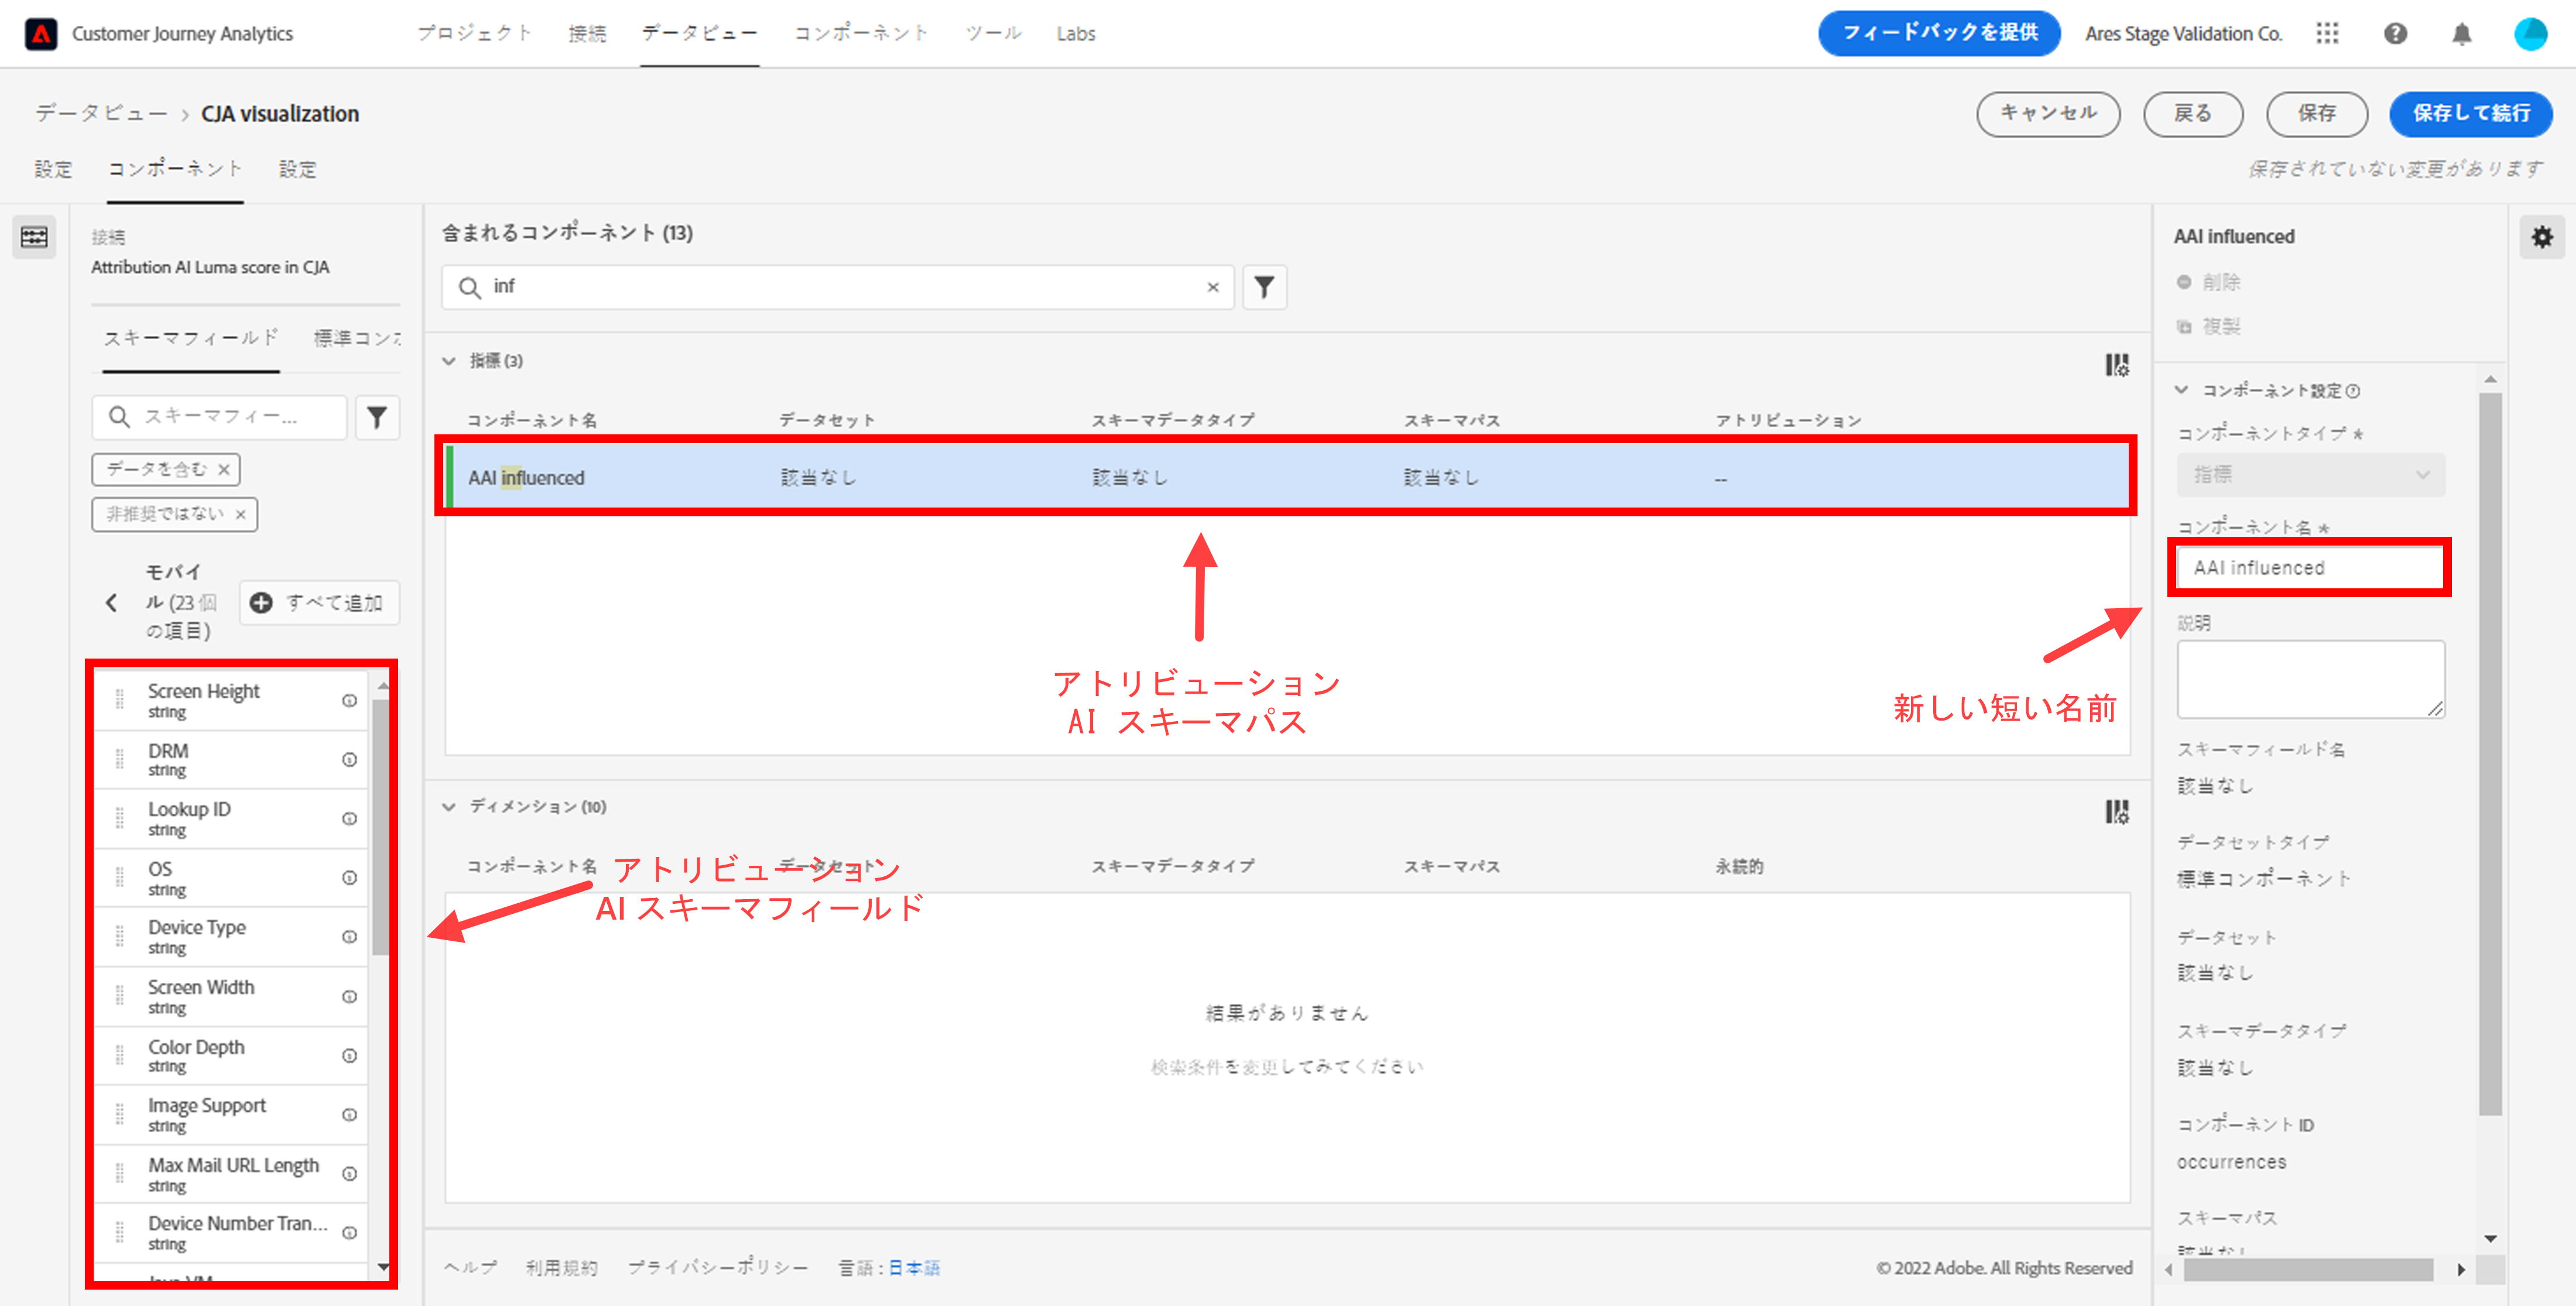 Customer Journey Analytics
プロジェクト 接続 データビュー コンポーネント ツール Labs
フィードバックを提供 Ares Stage Validation Co.
データビュー > CJA visualization
キャンセル 戻る 保存 保存して続行
設定 コンポーネント 設定
保存されていない変更があります
接続
Attribution AI Luma score in CJA
スキーマフィールド 標準コンポ
スキーマフィー...
データを含む ×
非推奨ではない ×
モバイ
ル (23 個
の項目)
すべて追加
Screen Height
string
DRM
string
Lookup ID
string
OS
string
Device Type
string
Screen Width
string
Color Depth
string
Image Support
string
Max Mail URL Length
string
Device Number Tran...
string
Java VM
含まれるコンポーネント (13)
inf ×
指標 (3)
コンポーネント名 データセット スキーマデータタイプ スキーマパス アトリビューション
AAI influenced 該当なし 該当なし 該当なし --
アトリビューション
AI スキーマパス
新しい短い名前
ディメンション (10)
コンポーネント名 データセット スキーマデータタイプ スキーマパス 永続的
アトリビューション
AI スキーマフィールド
結果がありません
検索条件を変更してみてください
ヘルプ 利用規約 プライバシーポリシー 言語 : 日本語
© 2022 Adobe. All Rights Reserved
AAI influenced
削除
複製
コンポーネント設定
コンポーネントタイプ *
指標
コンポーネント名 *
AAI influenced
説明
スキーマフィールド名
該当なし
データセットタイプ
標準コンポーネント
データセット
該当なし
スキーマデータタイプ
該当なし
コンポーネント ID
occurrences
スキーマパス
該当なし